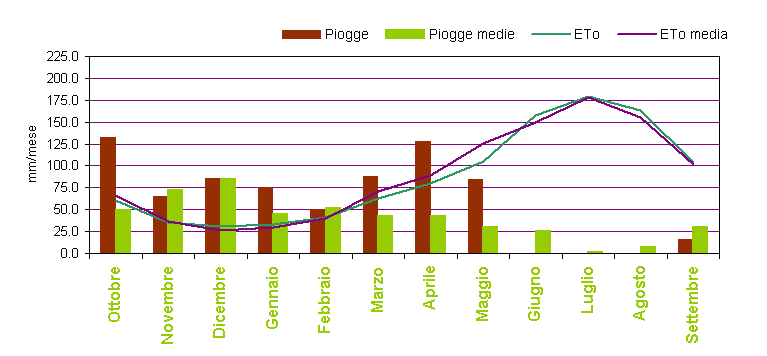 Piogge Piogge medie ETo ETo media
225.0
200.0
175.0
150.0
125.0
100.0
75.0
50.0
25.0
0.0
mm/mese
Ottobre
Novembre
Dicembre
Gennaio
Febbraio
Marzo
Aprile
Maggio
Giugno
Luglio
Agosto
Settembre